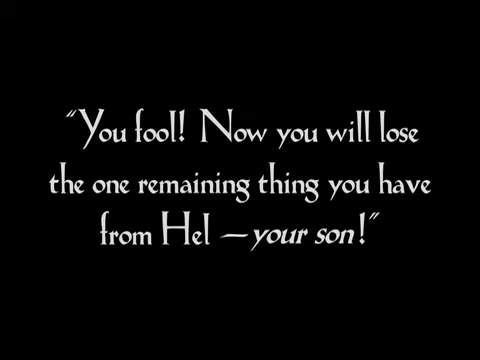 "You fool! Now you will lose
the one remaining thing you have
from Hel — your son!"